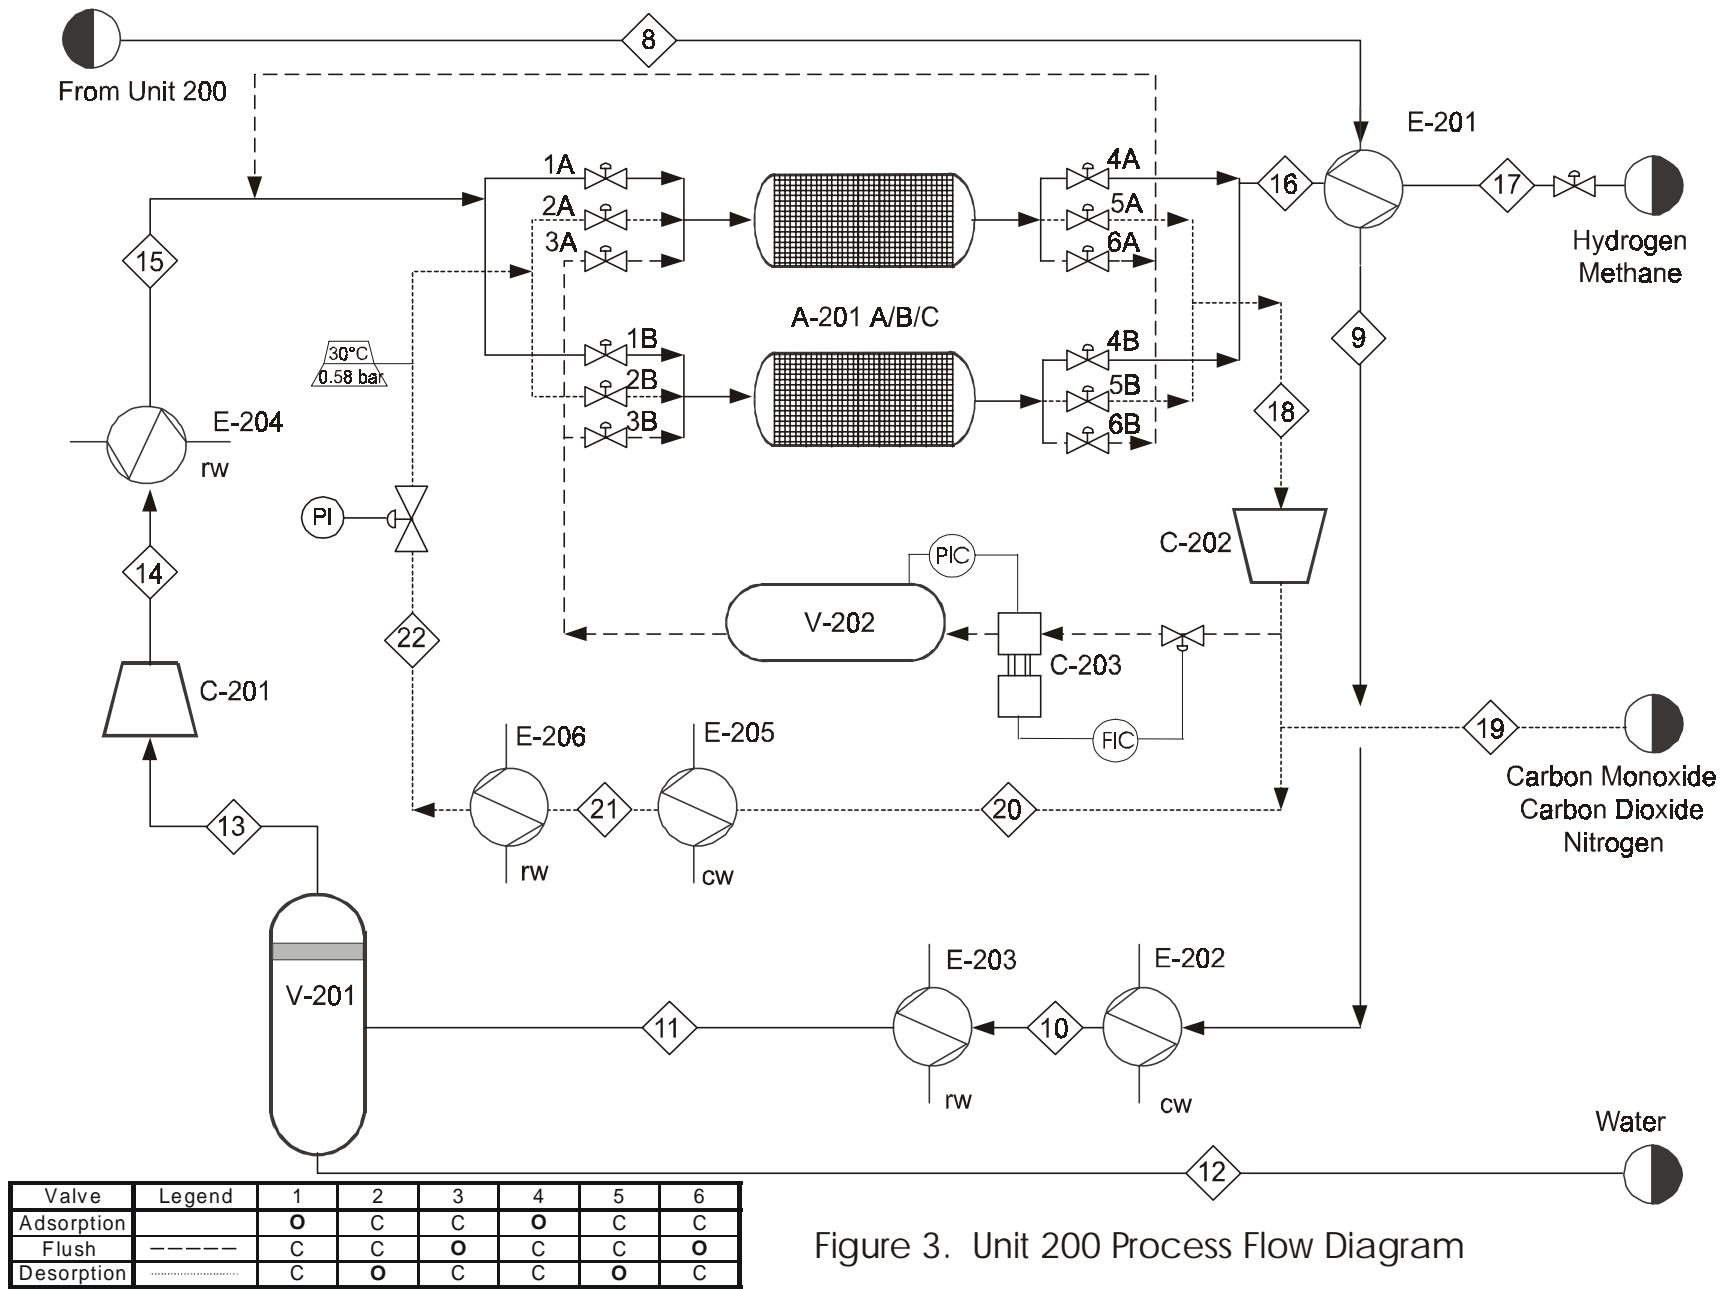 8
From Unit 200
E-201
1A
4A
16
17
2A
5A
3A
6A
Hydrogen
Methane
15
A-201 A/B/C
1B
4B
9
30°C
0.58 bar
2B
5B
18
3B
6B
E-204
rw
PI
C-202
PIC
14
V-202
22
C-203
C-201
E-206
E-205
FIC
19
Carbon Monoxide
Carbon Dioxide
Nitrogen
21
20
13
rw
cw
E-203
E-202
V-201
11
10
rw
cw
Water
12
Valve Legend 1 2 3 4 5 6
Adsorption O C C O C C
Flush C C O C C O
Desorption C O C C O C
Figure 3. Unit 200 Process Flow Diagram